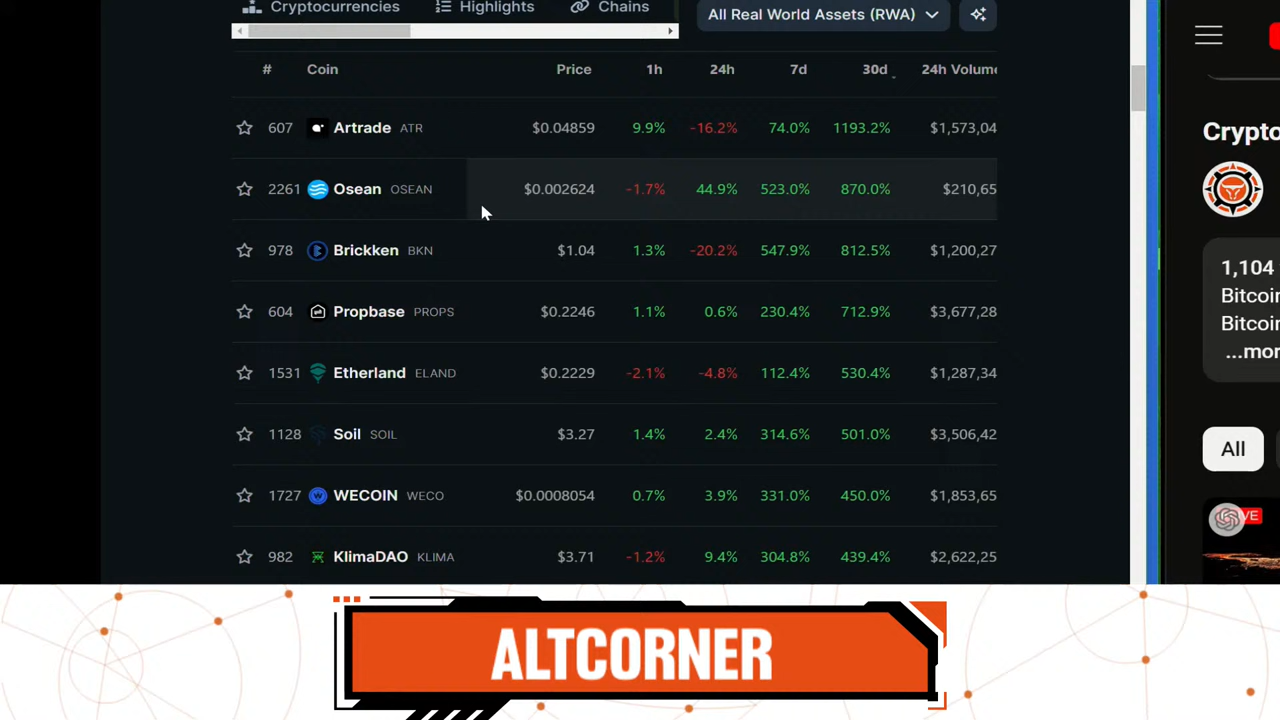 Cryptocurrencies Highlights Chains All Real World Assets (RWA)
# Coin Price 1h 24h 7d 30d 24h Volume
607 Artrade ATR $0.04859 9.9% -16.2% 74.0% 1193.2% $1,573,04
2261 Osean OSEAN $0.002624 -1.7% 44.9% 523.0% 870.0% $210,65
978 Brickken BKN $1.04 1.3% -20.2% 547.9% 812.5% $1,200,27
604 Propbase PROPS $0.2246 1.1% 0.6% 230.4% 712.9% $3,677,28
1531 Etherland ELAND $0.2229 -2.1% -4.8% 112.4% 530.4% $1,287,34
1128 Soil SOIL $3.27 1.4% 2.4% 314.6% 501.0% $3,506,42
1727 WECOIN WECO $0.0008054 0.7% 3.9% 331.0% 450.0% $1,853,65
982 KlimaDAO KLIMA $3.71 -1.2% 9.4% 304.8% 439.4% $2,622,25
Crypto
1,104
Bitcoin
Bitcoin
...mor
All
VE
ALTCORNER